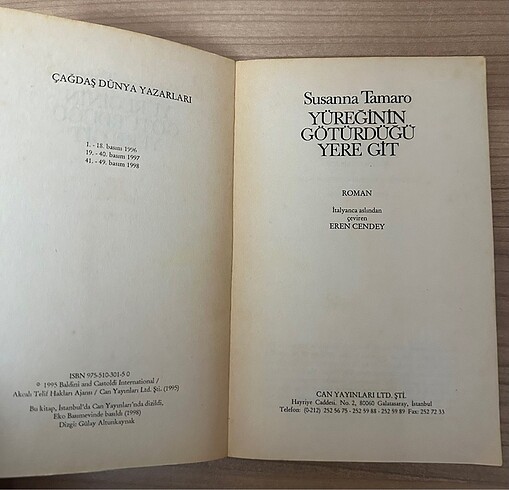 ÇAĞDAŞ DÜNYA YAZARLARI
1. - 18. basım 1996
19. - 40. basım 1997
41. - 49. basım 1998
ISBN 975-510-301-5 0
© 1995 Baldini and Castoldi International /
Akcalı Telif Hakları Ajansı / Can Yayınları Ltd. Şti. (1995)
Bu kitap, İstanbul'da Can Yayınları'nda dizildi,
Eko Basımevinde basıldı (1998)
Dizgi: Gülay Altunkaynak
Susanna Tamaro
YÜREĞİNİN
GÖTÜRDÜĞÜ
YERE GİT
ROMAN
İtalyanca aslından
çeviren
EREN CENDEY
CAN YAYINLARI LTD. ŞTİ.
Hayriye Caddesi. No. 2, 80060 Galatasaray, İstanbul
Telefon: (0-212) 252 56 75 - 252 59 88 - 252 59 89 Fax: 252 72 33